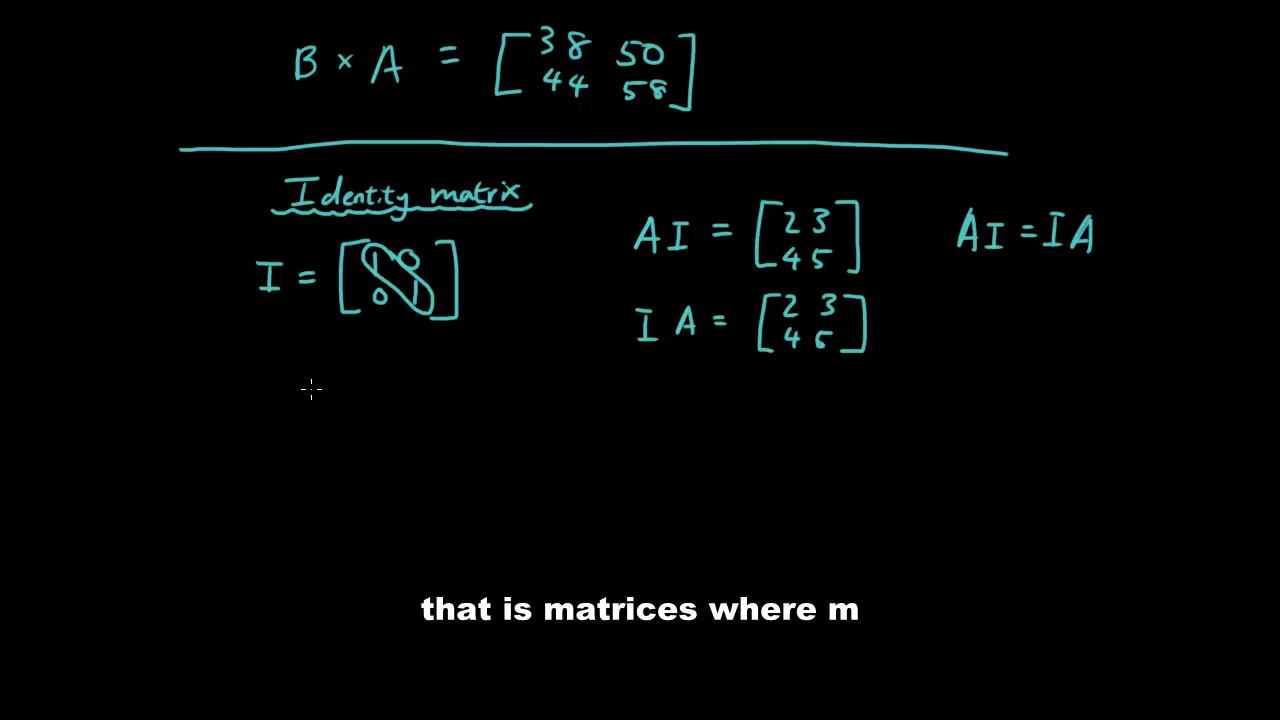 B × A = [ 38 50
44 58 ]
Identity matrix
I = [ 1 0
0 1 ]
AI = [ 2 3
4 5 ]
AI = IA
IA = [ 2 3
4 5 ]
that is matrices where m